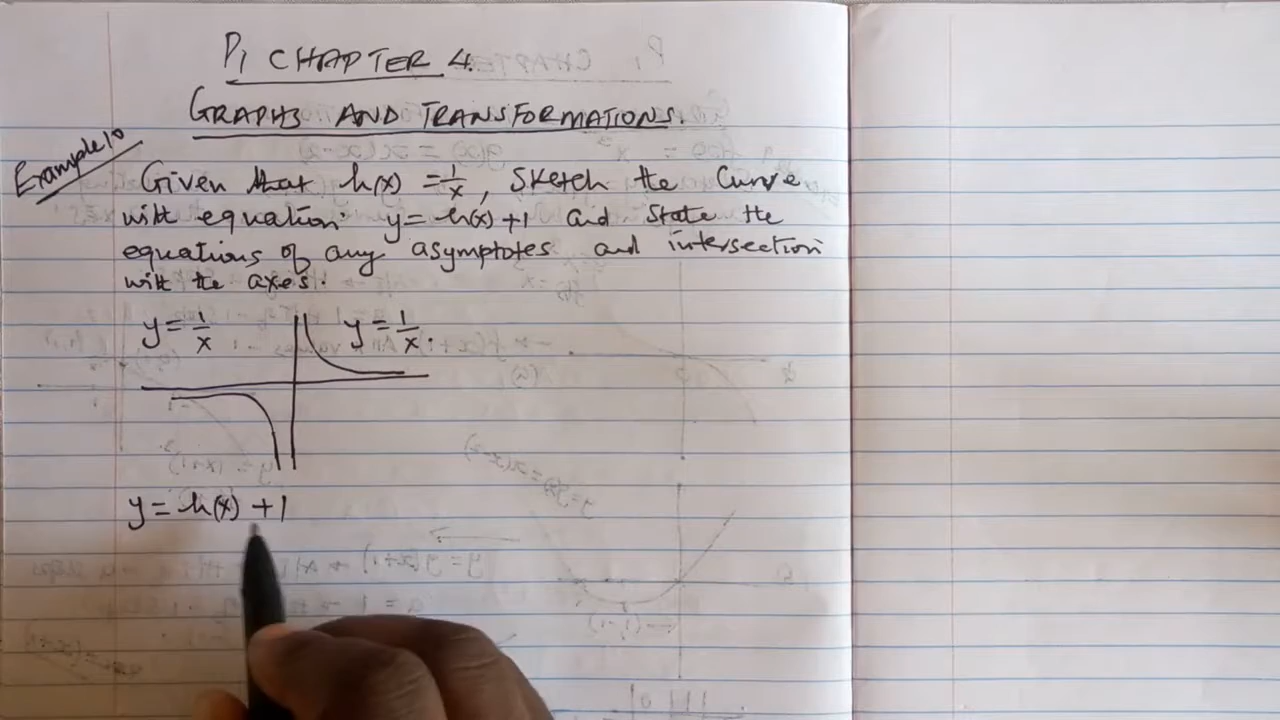 P1 CHAPTER 4.
GRAPHS AND TRANSFORMATIONS.
Example 10
Given that h(x) = 1/x, Sketch the Curve
with equation: y = h(x) + 1 and State the
equations of any asymptotes and intersection
with the axes.
y = 1/x y = 1/x.
y = h(x) + 1